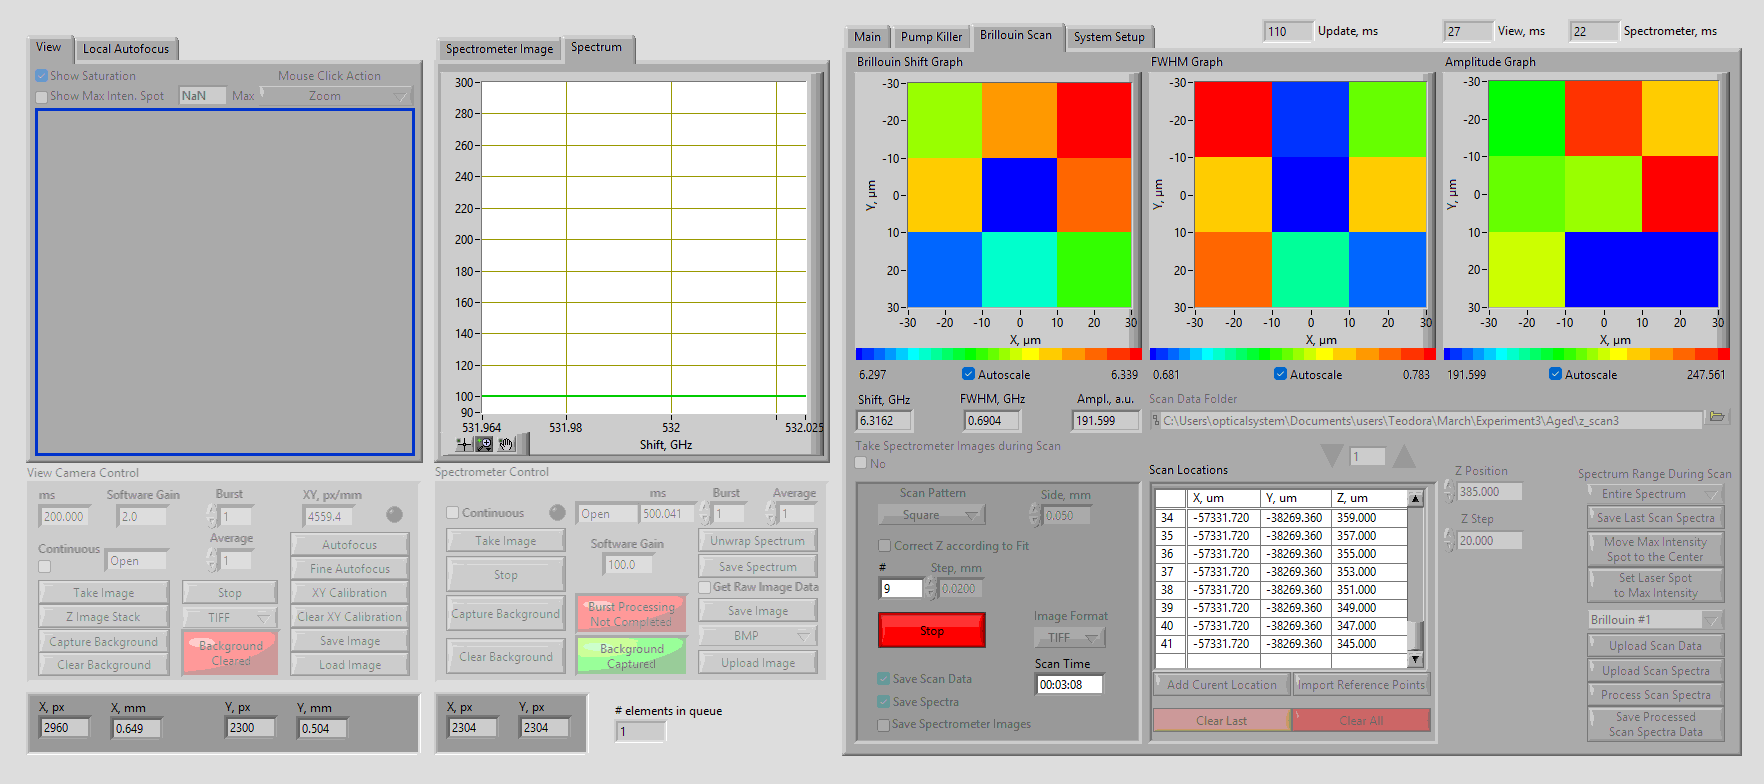 View
Local Autofocus
Show Saturation
Mouse Click Action
Show Max Inten. Spot
NaN
Max
Zoom
View Camera Control
ms
Software Gain
Burst
XY, px/mm
200.000
2.0
1
4559.4
Average
Continuous
Open
1
Autofocus
Fine Autofocus
Take Image
Stop
XY Calibration
Z Image Stack
TIFF
Clear XY Calibration
Capture Background
Background
Cleared
Save Image
Clear Background
Load Image
X, px
X, mm
Y, px
Y, mm
2960
0.649
2300
0.504
Spectrometer Image
Spectrum
300
280
260
240
220
200
180
160
140
120
100
90
531.964
531.98
532
532.025
Shift, GHz
Spectrometer Control
ms
Burst
Average
Continuous
Open
500.041
1
1
Take Image
Software Gain
Unwrap Spectrum
Stop
100.0
Save Spectrum
Get Raw Image Data
Capture Background
Burst Processing
Not Completed
Save Image
BMP
Clear Background
Background
Captured
Upload Image
X, px
Y, px
2304
2304
# elements in queue
1
110
Update, ms
27
View, ms
22
Spectrometer, ms
Main
Pump Killer
Brillouin Scan
System Setup
Brillouin Shift Graph
-30
-20
-10
0
10
20
30
Y, µm
-30
-20
-10
0
10
20
30
X, µm
6.297
Autoscale
6.339
FWHM Graph
-30
-20
-10
0
10
20
30
Y, µm
-30
-20
-10
0
10
20
30
X, µm
0.681
Autoscale
0.783
Amplitude Graph
-30
-20
-10
0
10
20
30
Y, µm
-30
-20
-10
0
10
20
30
X, µm
191.599
Autoscale
247.561
Shift, GHz
FWHM, GHz
Ampl., a.u.
Scan Data Folder
6.3162
0.6904
191.599
C:\Users\opticalsystem\Documents\users\Teodora\March\Experiment3\Aged\z_scan3
Take Spectrometer Images during Scan
No
1
Scan Pattern
Side, mm
Square
0.050
Correct Z according to Fit
#
Step, mm
9
0.0200
Stop
Image Format
TIFF
Scan Time
00:03:08
Save Scan Data
Save Spectra
Save Spectrometer Images
Scan Locations
X, um
Y, um
Z, um
34 -57331.720 -38269.360 359.000
35 -57331.720 -38269.360 357.000
36 -57331.720 -38269.360 355.000
37 -57331.720 -38269.360 353.000
38 -57331.720 -38269.360 351.000
39 -57331.720 -38269.360 349.000
40 -57331.720 -38269.360 347.000
41 -57331.720 -38269.360 345.000
Add Curent Location
Import Reference Points
Clear Last
Clear All
Z Position
385.000
Z Step
20.000
Spectrum Range During Scan
Entire Spectrum
Save Last Scan Spectra
Move Max Intensity
Spot to the Center
Set Laser Spot
to Max Intensity
Brillouin #1
Upload Scan Data
Upload Scan Spectra
Process Scan Spectra
Save Processed
Scan Spectra Data